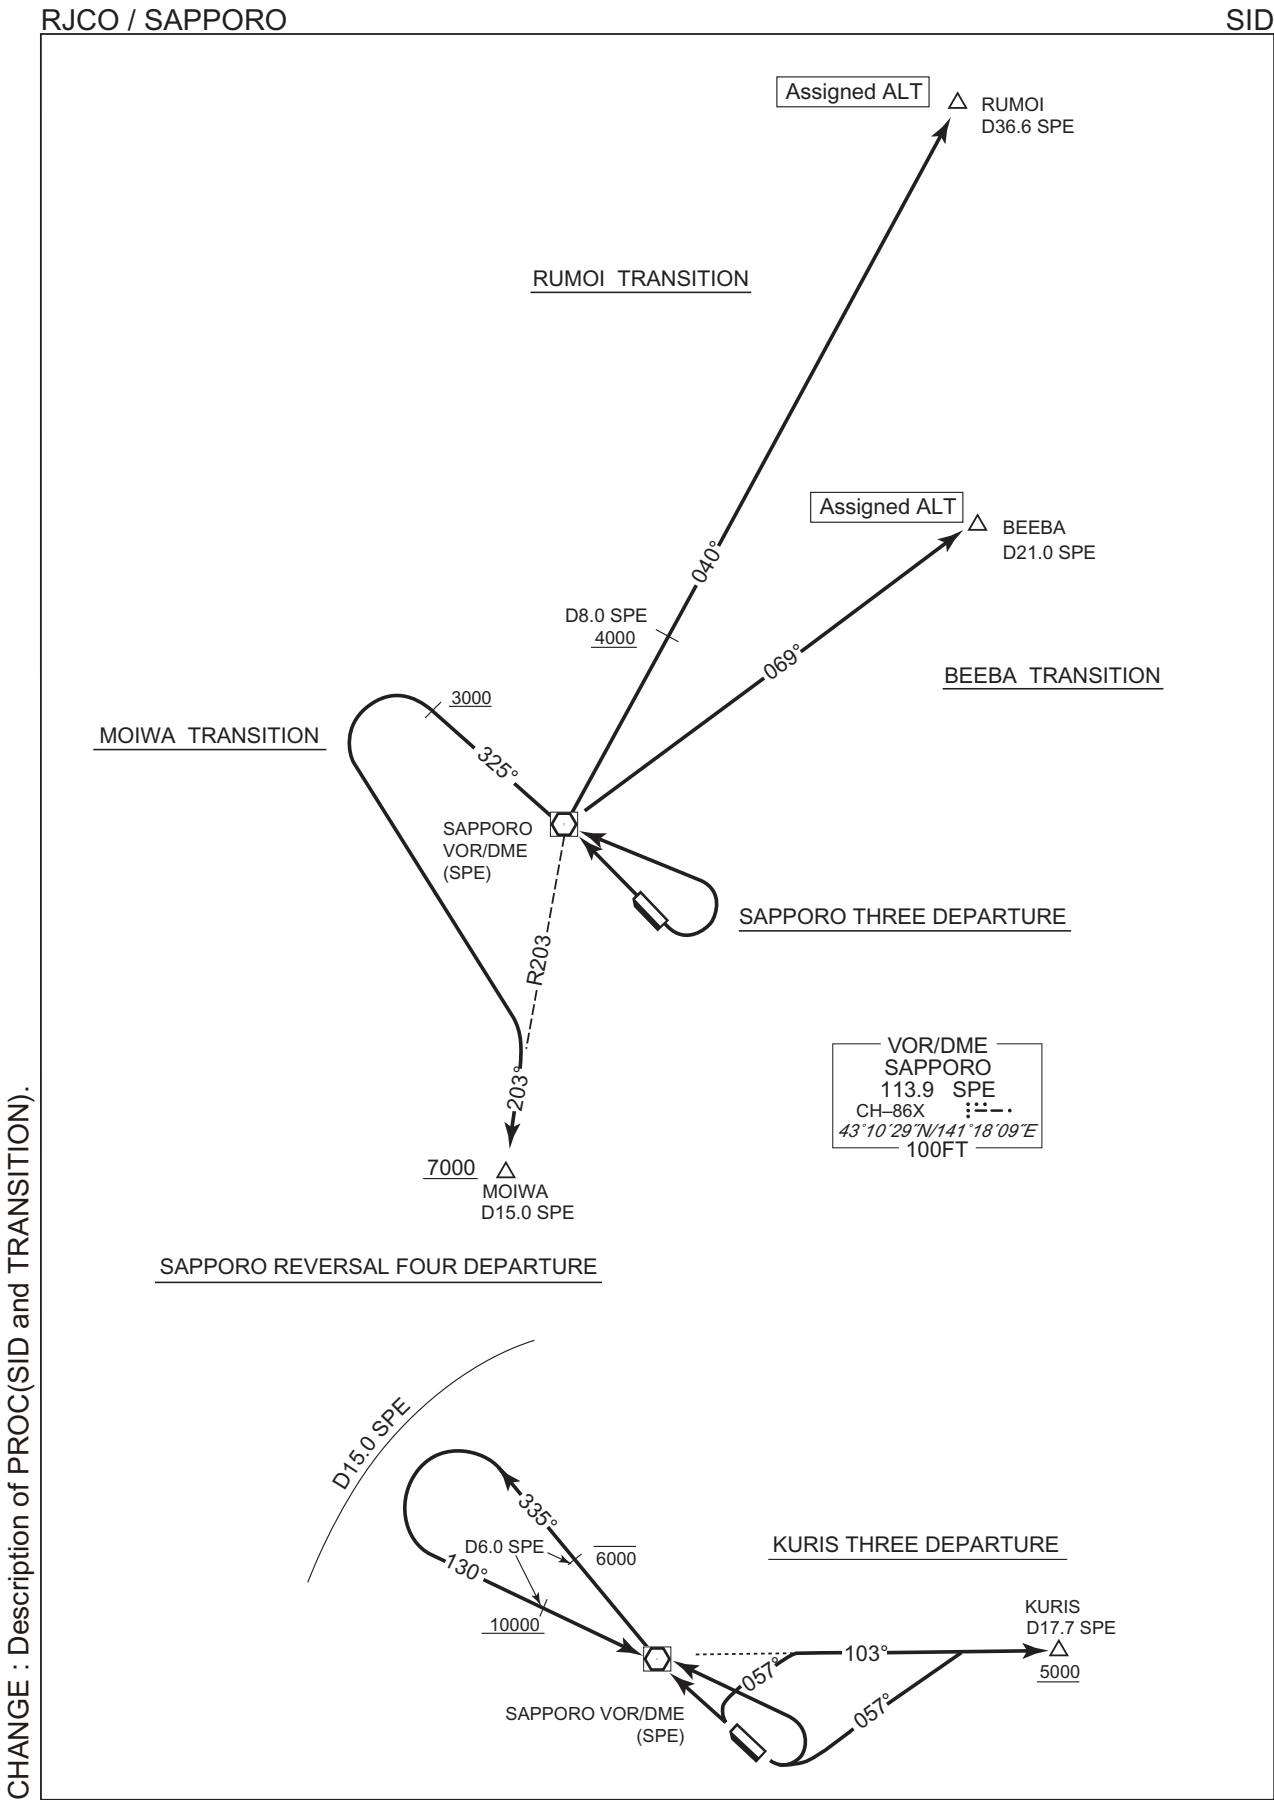 RJCO / SAPPORO
SID
Assigned ALT
RUMOI
D36.6 SPE
RUMOI TRANSITION
Assigned ALT
BEEBA
D21.0 SPE
040°
D8.0 SPE
4000
069°
BEEBA TRANSITION
3000
MOIWA TRANSITION
325°
SAPPORO
VOR/DME
(SPE)
SAPPORO THREE DEPARTURE
R203
VOR/DME
SAPPORO
113.9 SPE
CH–86X
43°10′29″N/141°18′09″E
100FT
203°
7000
MOIWA
D15.0 SPE
SAPPORO REVERSAL FOUR DEPARTURE
D15.0 SPE
335°
D6.0 SPE
6000
130°
10000
KURIS THREE DEPARTURE
KURIS
D17.7 SPE
103°
5000
057°
057°
SAPPORO VOR/DME
(SPE)
CHANGE : Description of PROC(SID and TRANSITION).